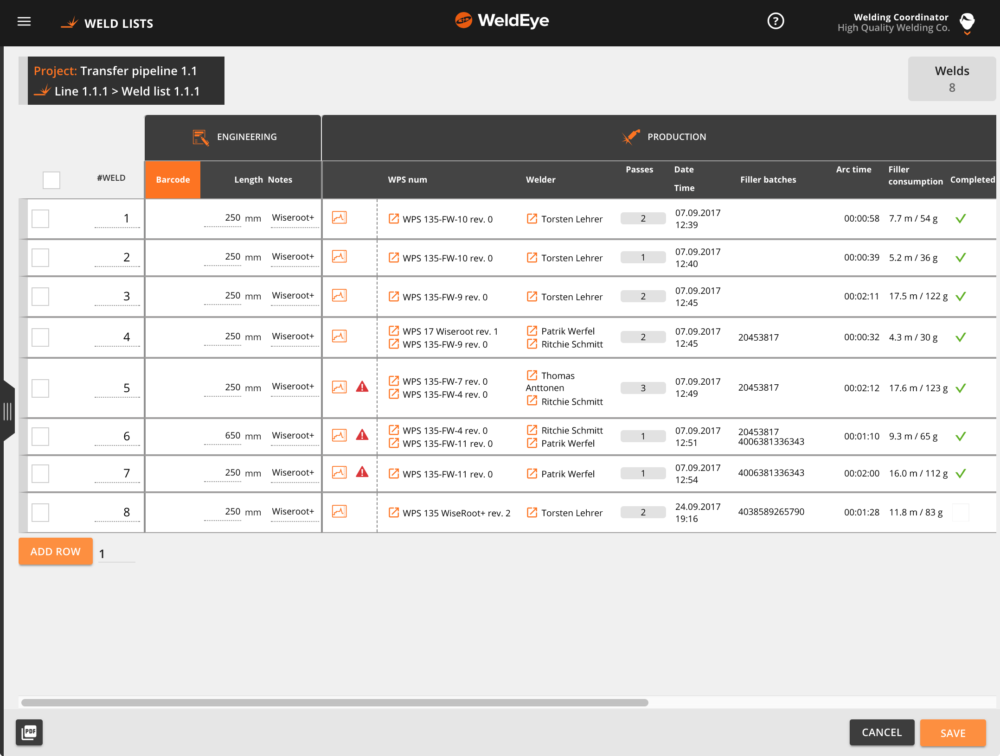 WELD LISTS
WeldEye
?
Welding Coordinator
High Quality Welding Co.
Project: Transfer pipeline 1.1
Line 1.1.1 > Weld list 1.1.1
Welds
8
ENGINEERING
PRODUCTION
#WELD Barcode Length Notes WPS num Welder Passes Date Time Filler batches Arc time Filler consumption Completed
1 250 mm Wiseroot+ WPS 135-FW-10 rev. 0 Torsten Lehrer 2 07.09.2017 00:00:58 7.7 m / 54 g
12:39
2 250 mm Wiseroot+ WPS 135-FW-10 rev. 0 Torsten Lehrer 1 07.09.2017 00:00:39 5.2 m / 36 g
12:40
3 250 mm Wiseroot+ WPS 135-FW-9 rev. 0 Torsten Lehrer 2 07.09.2017 00:02:11 17.5 m / 122 g
12:45
4 250 mm Wiseroot+ WPS 17 Wiseroot rev. 1 Patrik Werfel 2 07.09.2017 20453817 00:00:32 4.3 m / 30 g
WPS 135-FW-9 rev. 0 Ritchie Schmitt 12:45
5 250 mm Wiseroot+ WPS 135-FW-7 rev. 0 Thomas 3 07.09.2017 20453817 00:02:12 17.6 m / 123 g
WPS 135-FW-4 rev. 0 Anttonen 12:49
Ritchie Schmitt
6 650 mm Wiseroot+ WPS 135-FW-4 rev. 0 Ritchie Schmitt 1 07.09.2017 20453817 00:01:10 9.3 m / 65 g
WPS 135-FW-11 rev. 0 Patrik Werfel 12:51 4006381336343
7 250 mm Wiseroot+ WPS 135-FW-11 rev. 0 Patrik Werfel 1 07.09.2017 4006381336343 00:02:00 16.0 m / 112 g
12:54
8 250 mm Wiseroot+ WPS 135 WiseRoot+ rev. 2 Torsten Lehrer 2 24.09.2017 4038589265790 00:01:28 11.8 m / 83 g
19:16
ADD ROW 1
PDF
CANCEL
SAVE